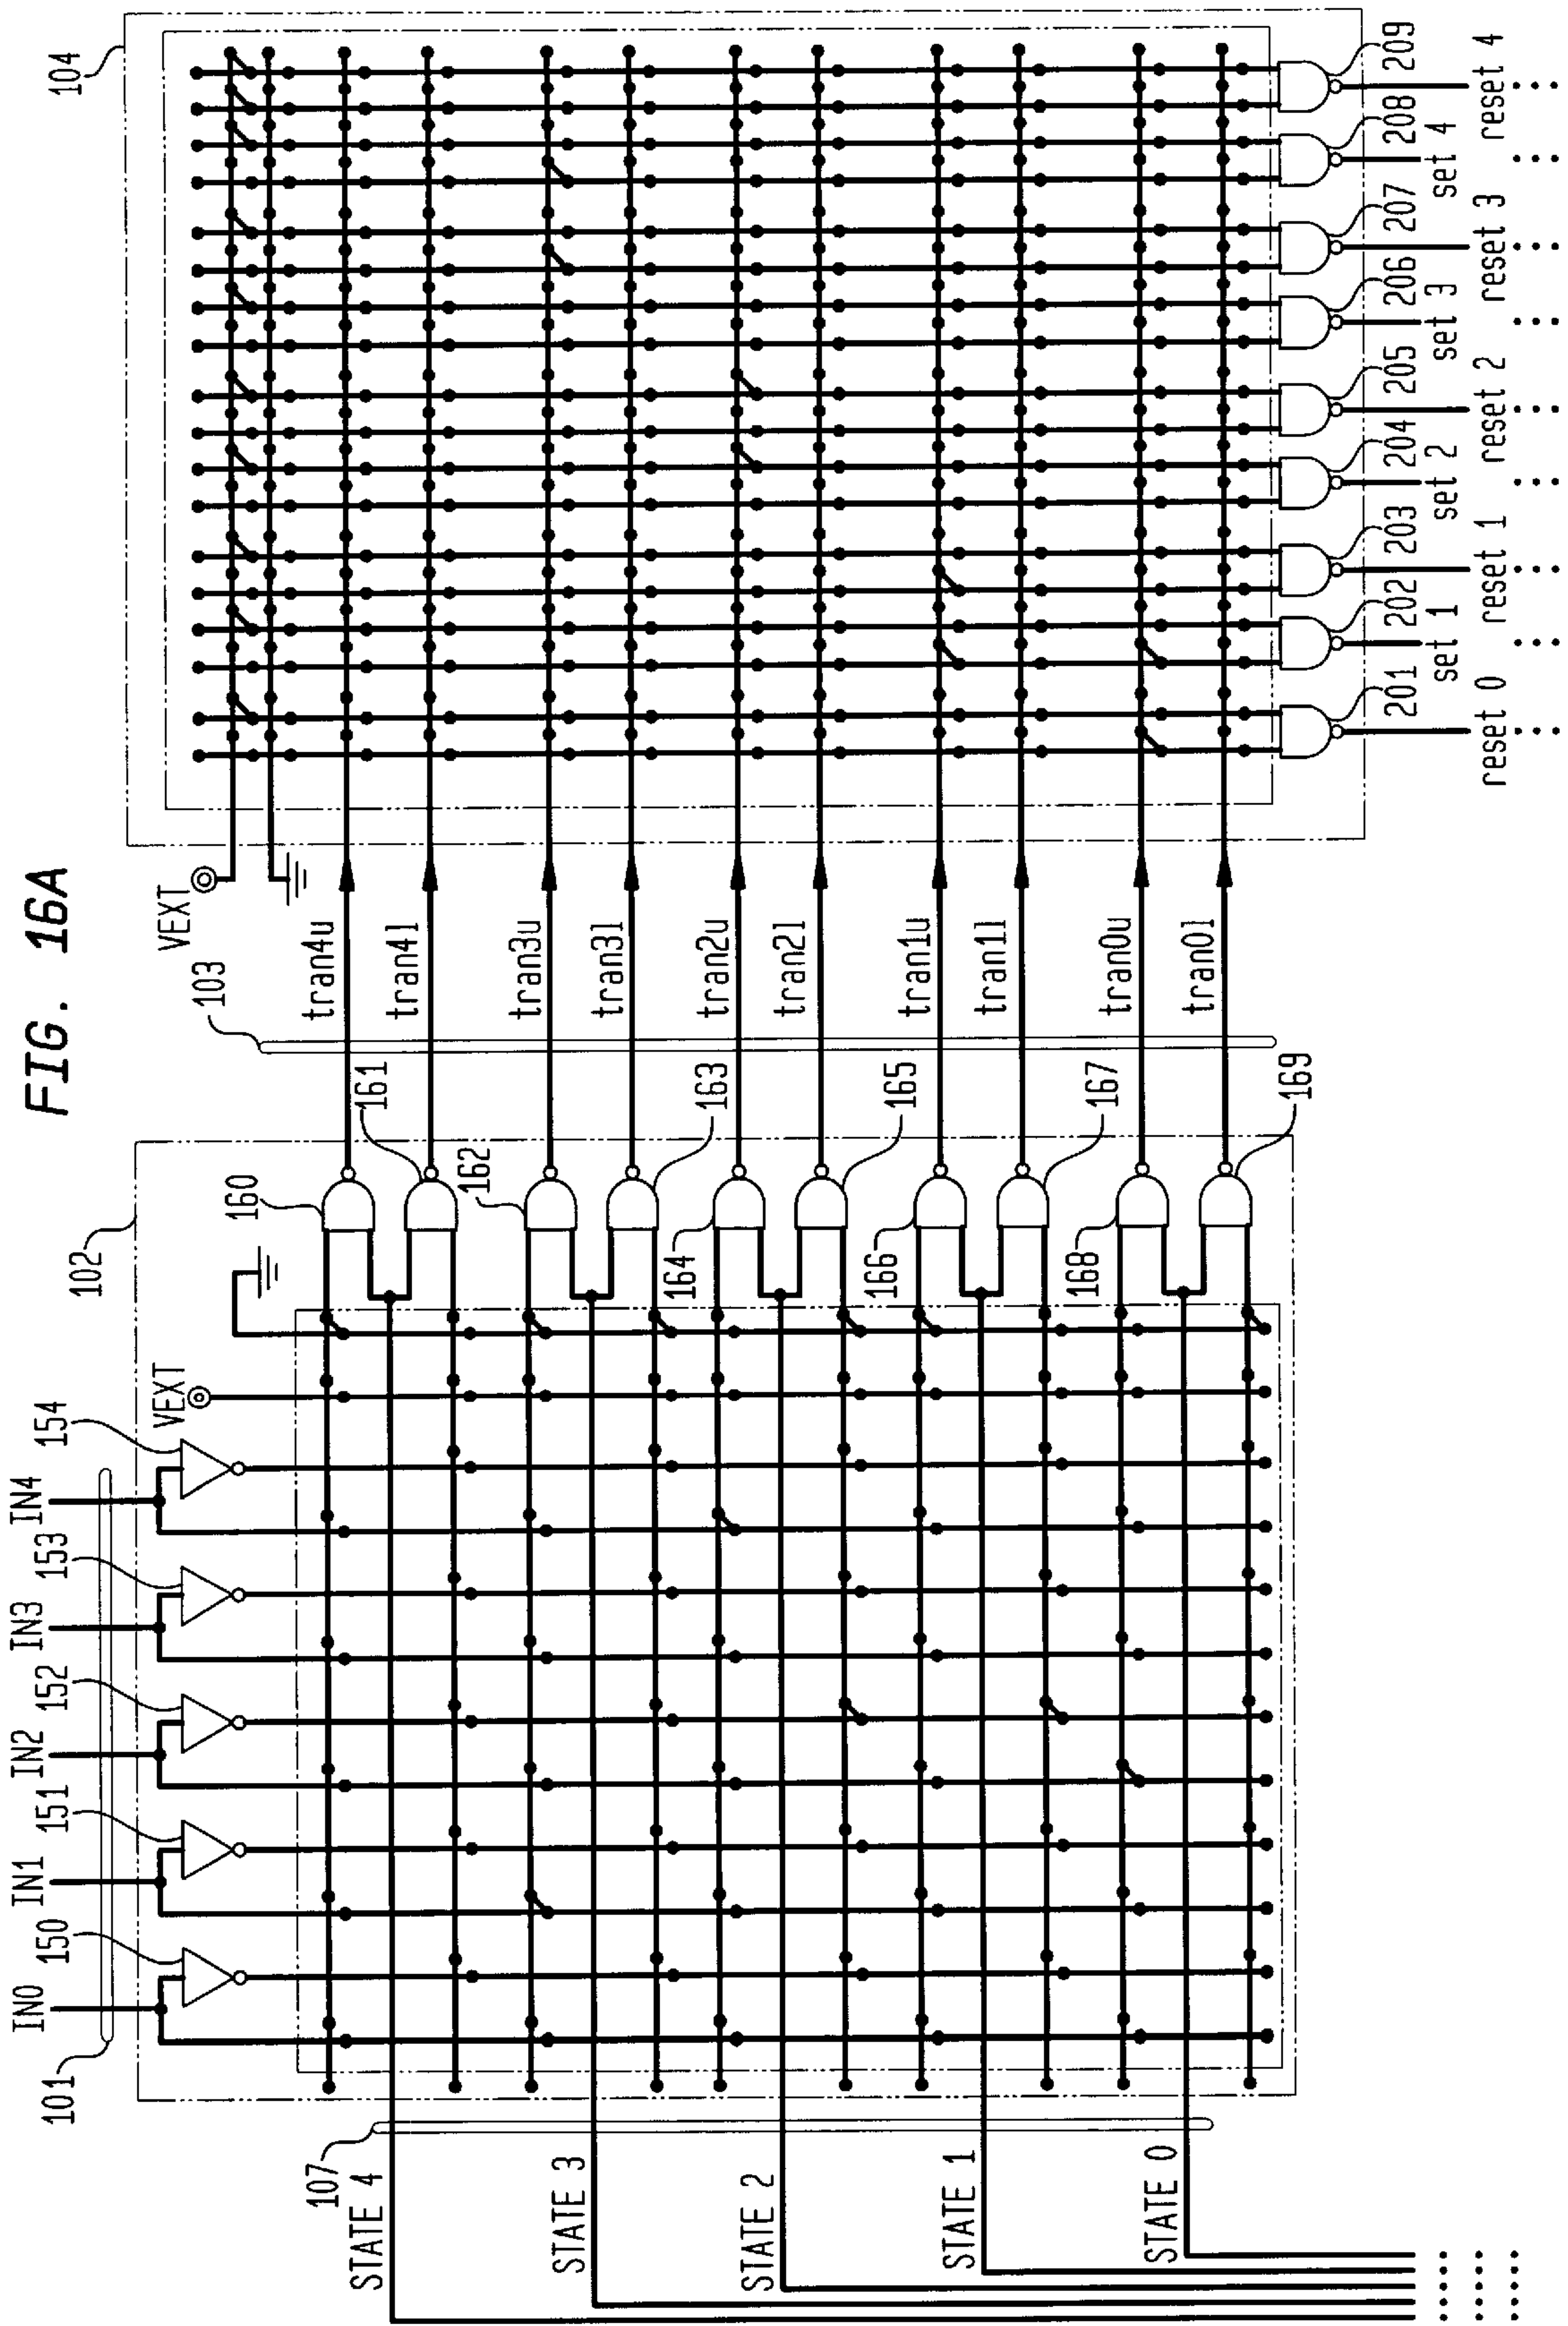 FIG. 16A
101
IN0
IN1
IN2
IN3
IN4
150
151
152
153
154
VEXT
102
107
STATE 4
STATE 3
STATE 2
STATE 1
STATE 0
160
161
162
163
164
165
166
167
168
169
103
tran4u
tran4l
tran3u
tran3l
tran2u
tran2l
tran1u
tran1l
tran0u
tran0l
VEXT
104
201
202
203
204
205
206
207
208
209
reset 0
set 1
reset 1
set 2
reset 2
set 3
reset 3
set 4
reset 4